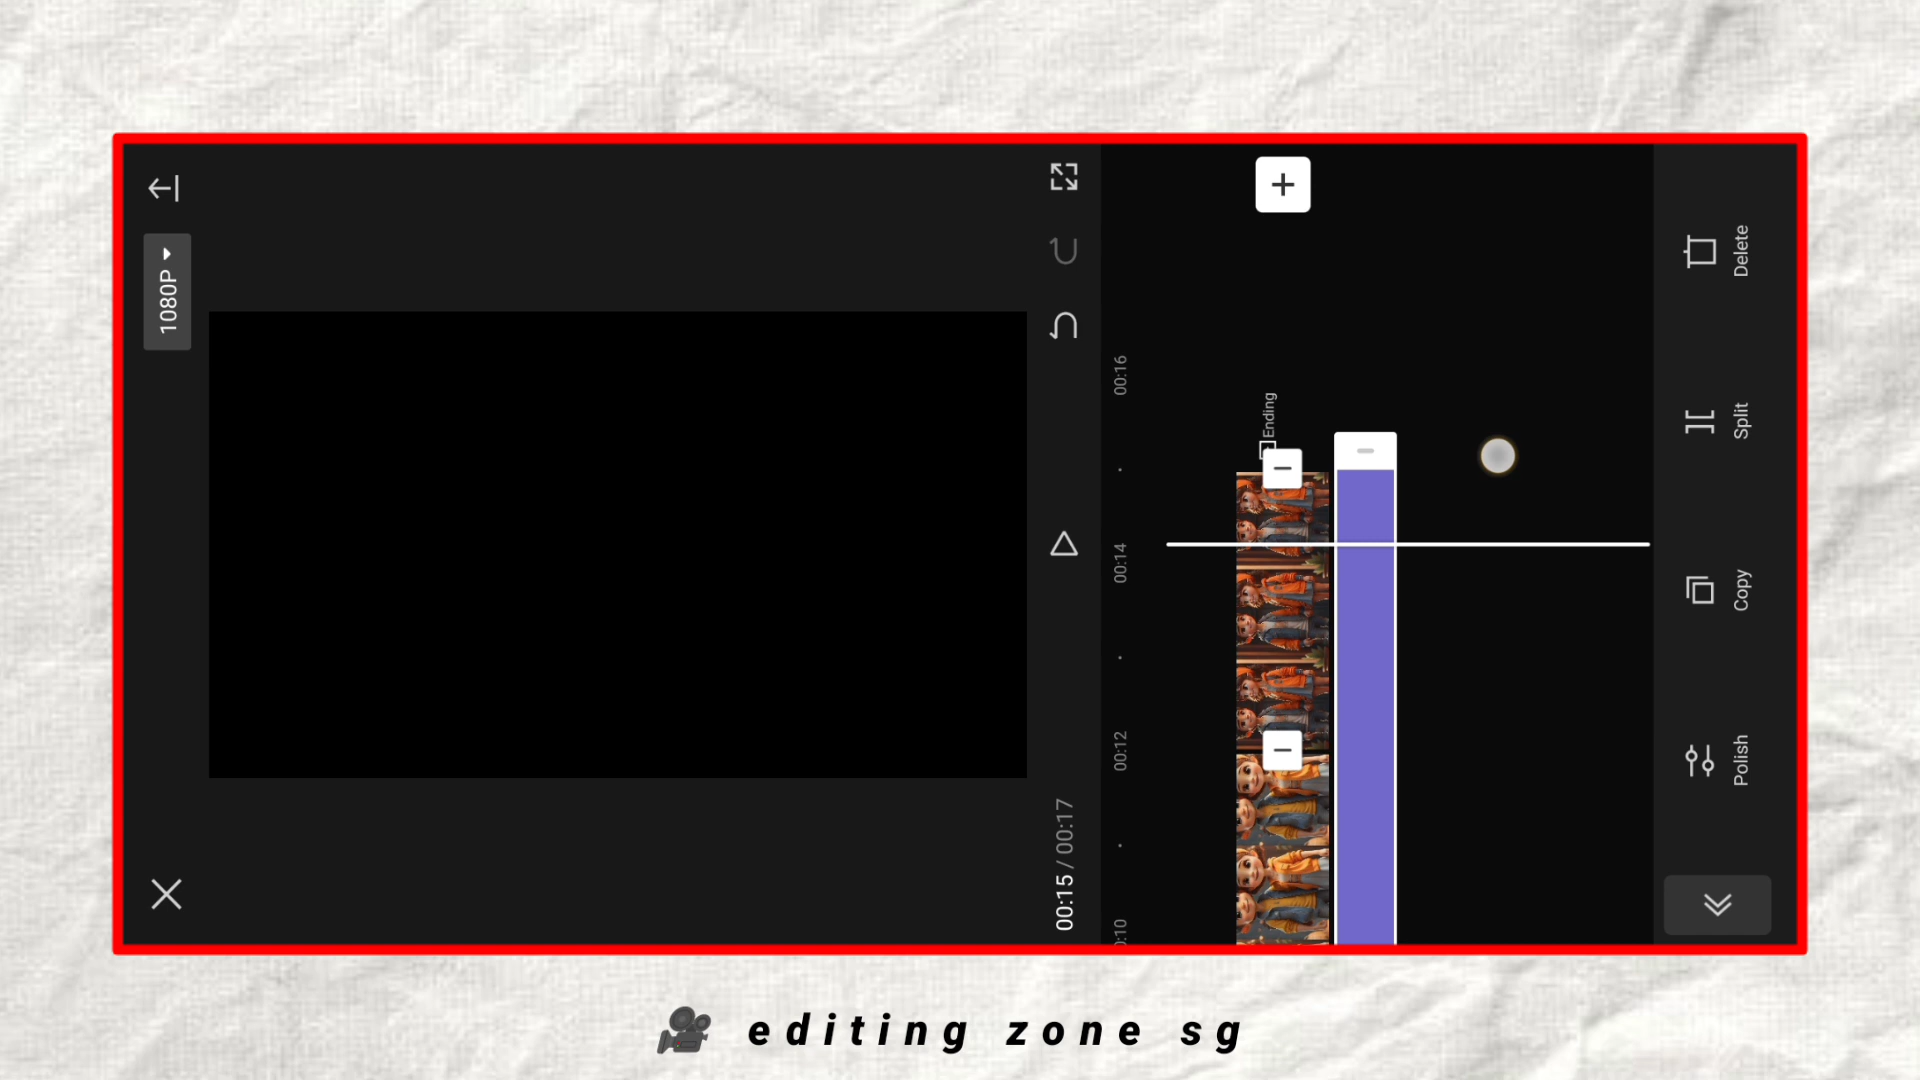 1080P
00:15 / 00:17
00:16
00:14
00:12
:10
Ending
Delete
Split
Copy
Polish
editing zone sg